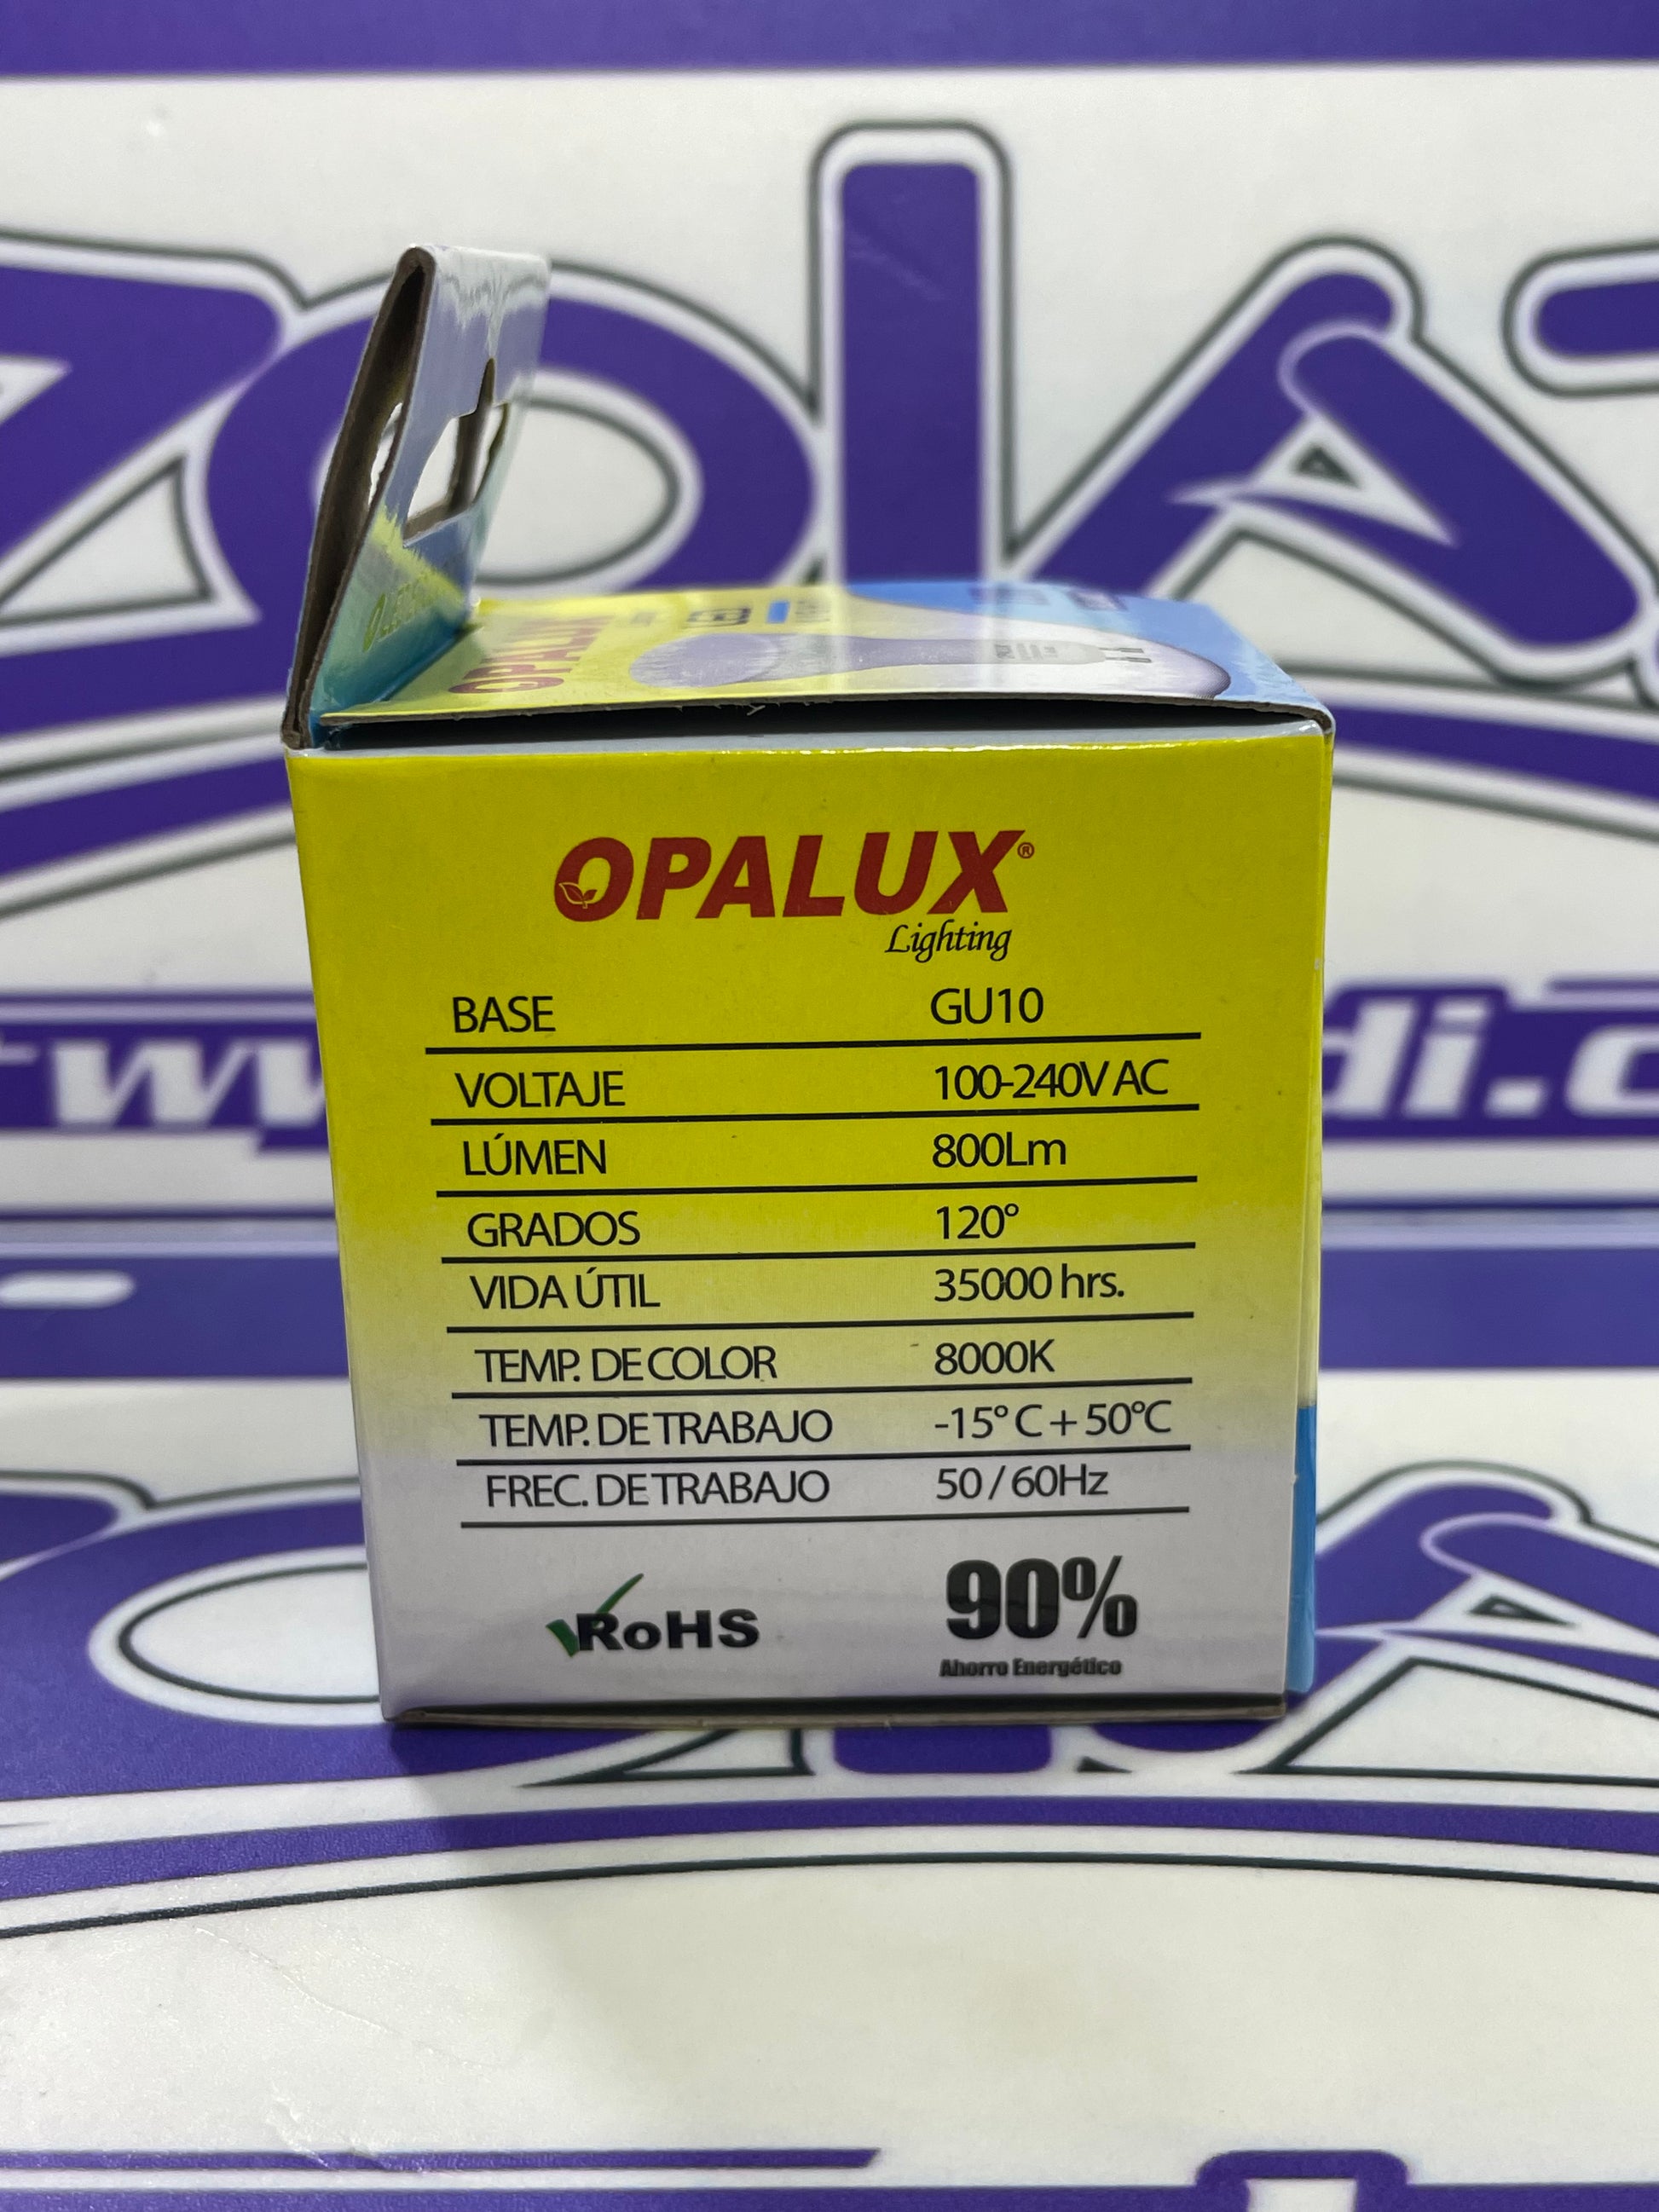 OPALUX
OPALUX®
Lighting
BASE GU10
VOLTAJE 100-240V AC
LÚMEN 800Lm
GRADOS 120°
VIDA ÚTIL 35000 hrs.
TEMP. DE COLOR 8000K
TEMP. DE TRABAJO -15° C + 50°C
FREC. DE TRABAJO 50 / 60Hz
RoHS 90%
Ahorro Energético